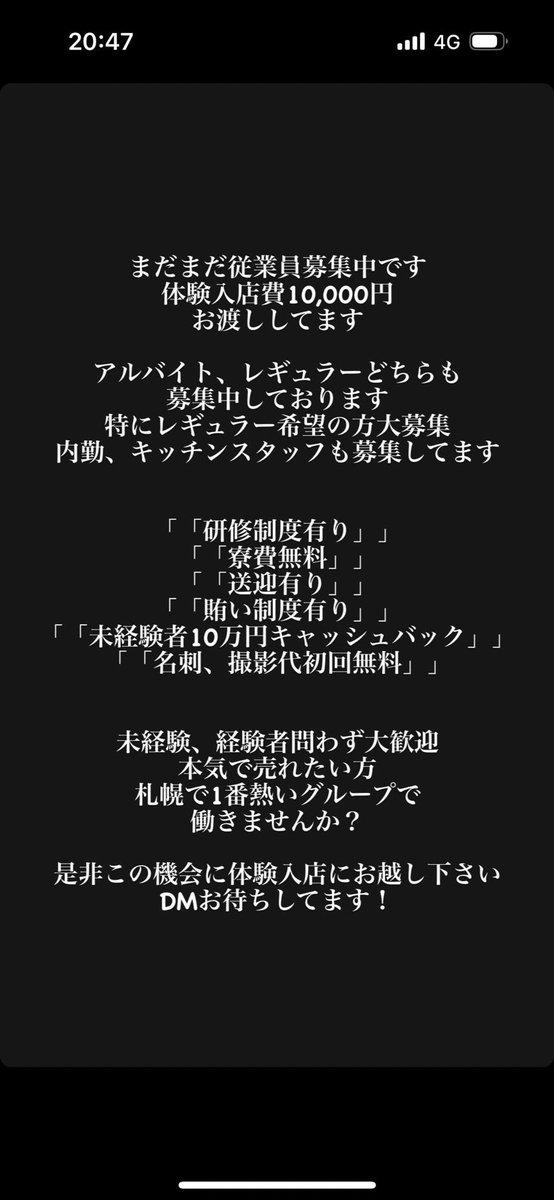 20:47
4G
まだまだ従業員募集中です
体験入店費10,000円
お渡ししてます
アルバイト、レギュラーどちらも
募集中しております
特にレギュラー希望の方大募集
内勤、キッチンスタッフも募集してます
「「研修制度有り」」
「「寮費無料」」
「「送迎有り」」
「「賄い制度有り」」
「「未経験者10万円キャッシュバック」」
「「名刺、撮影代初回無料」」
未経験、経験者問わず大歓迎
本気で売れたい方
札幌で1番熱いグループで
働きませんか？
是非この機会に体験入店にお越し下さい
DMお待ちしてます！